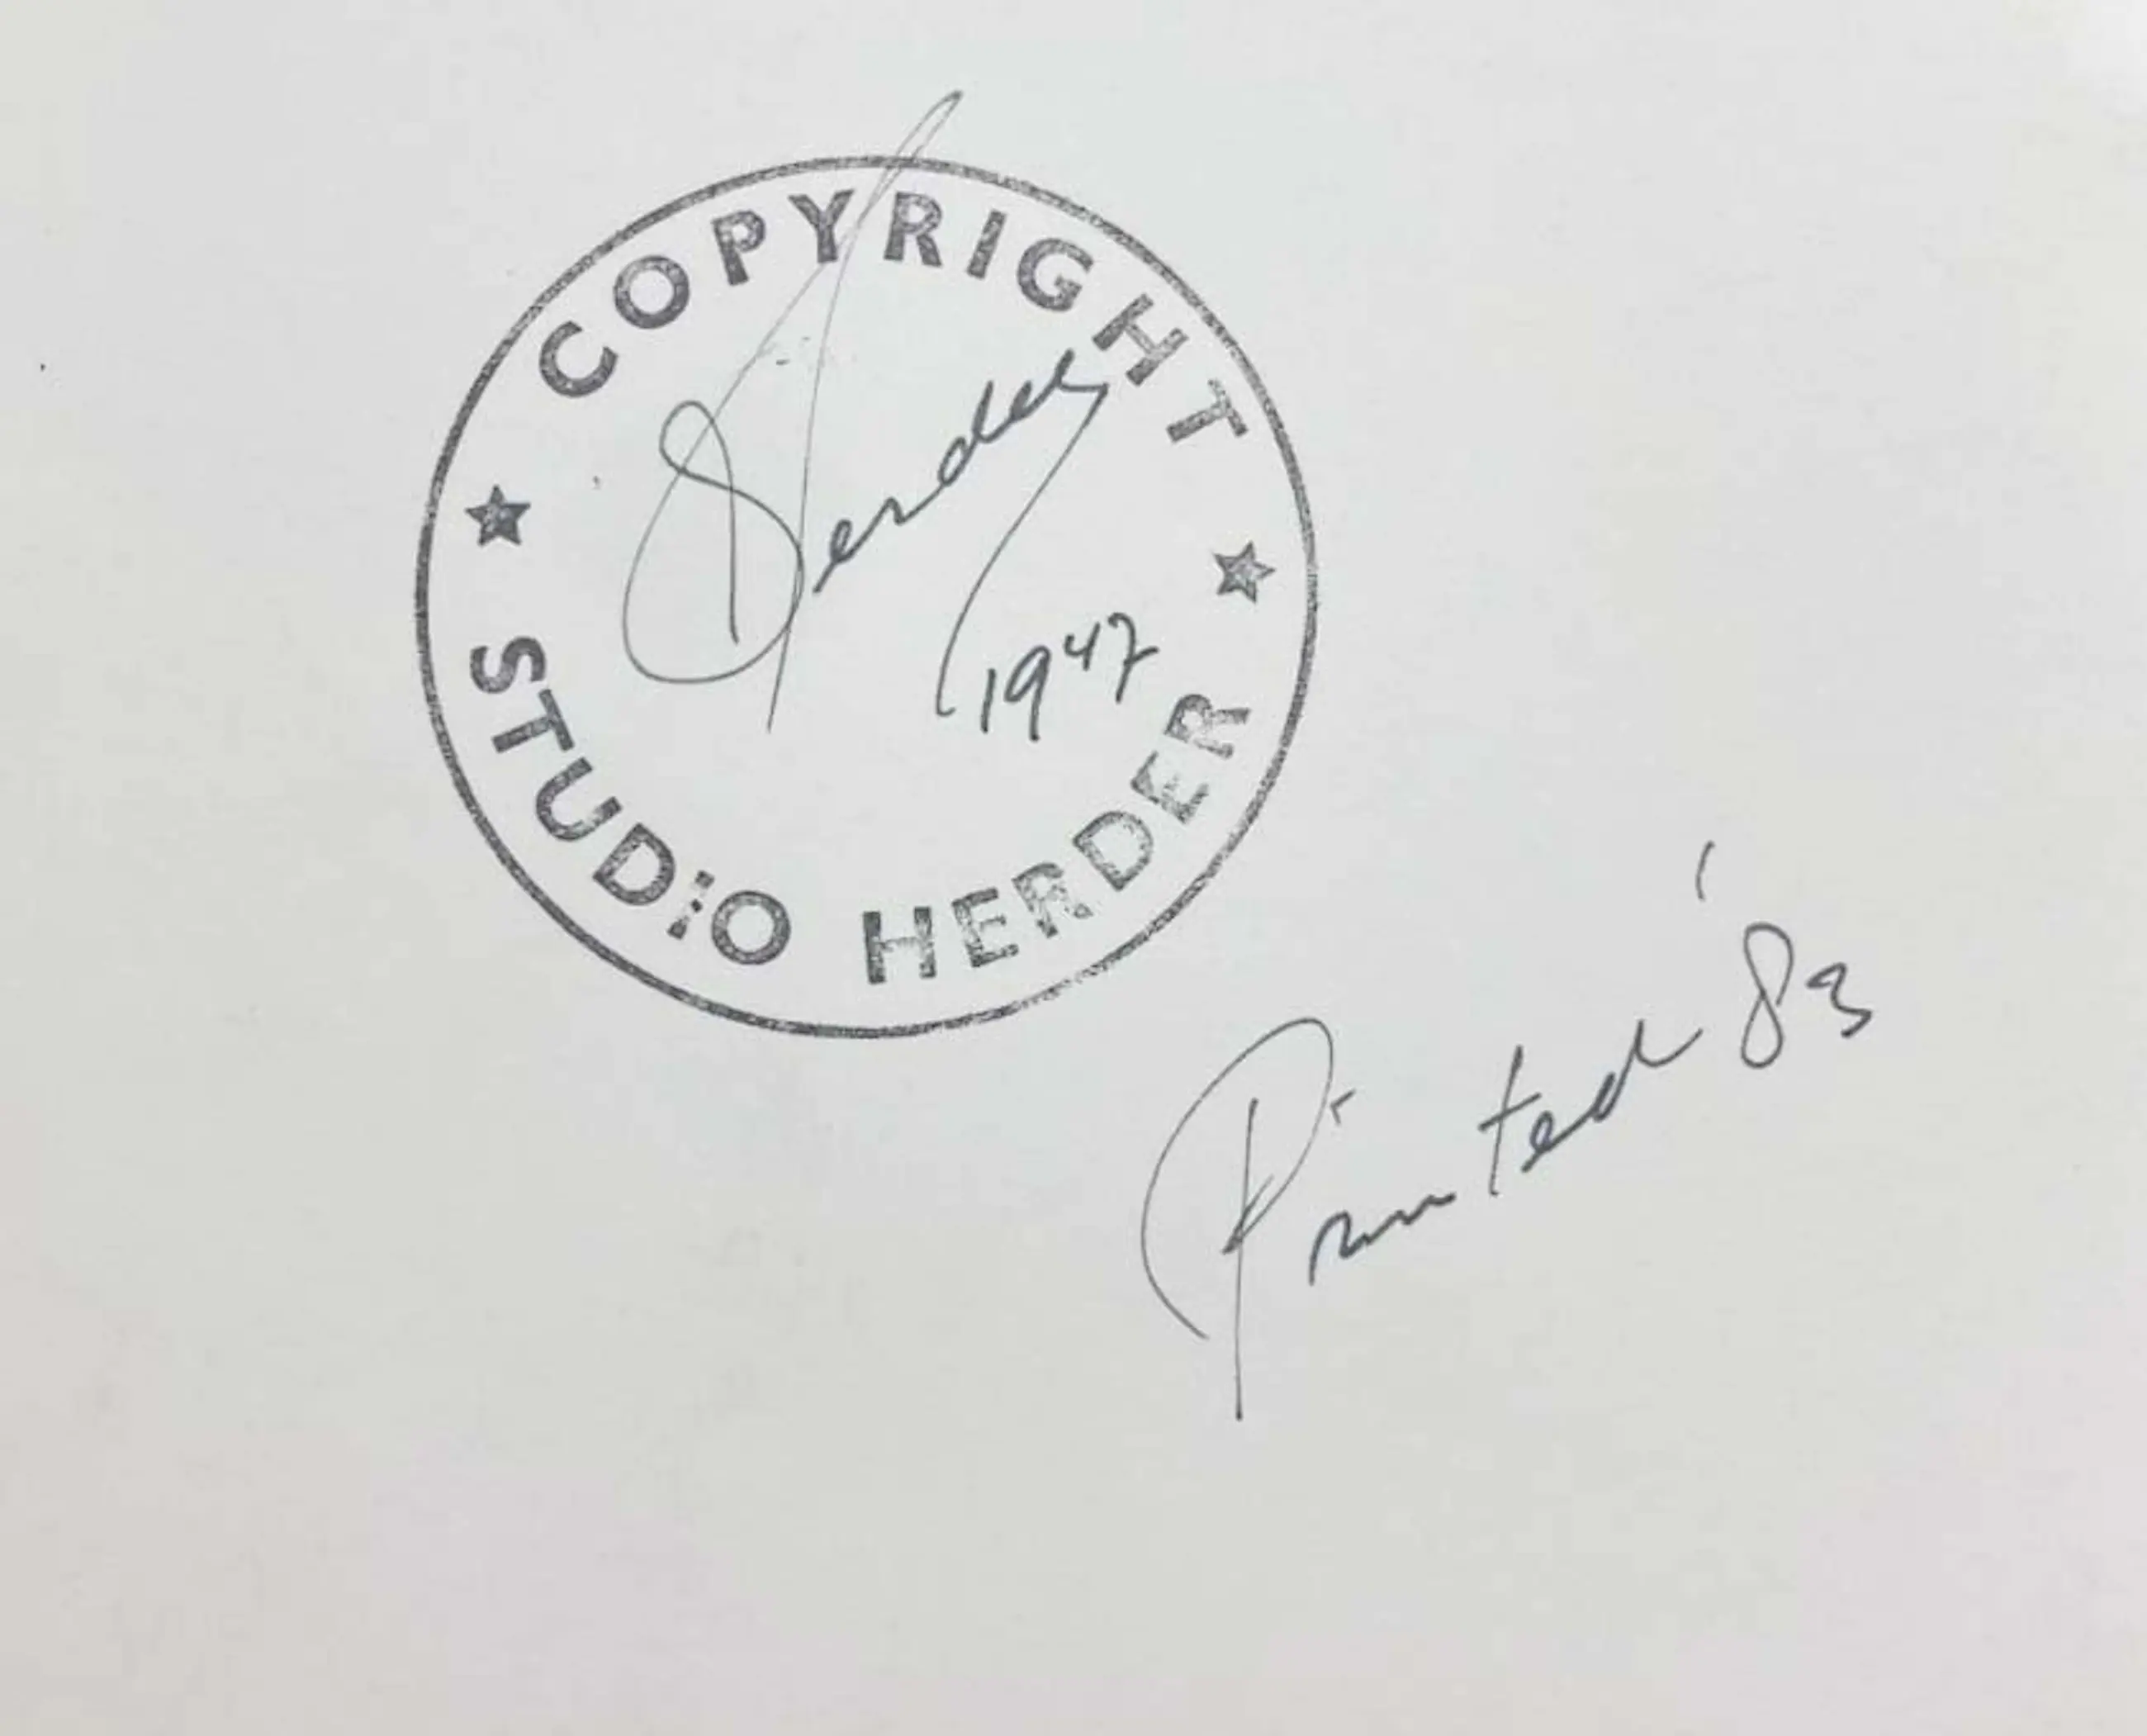 COPYRIGHT
Herder
1947
STUDIO HERDER
Printed '83